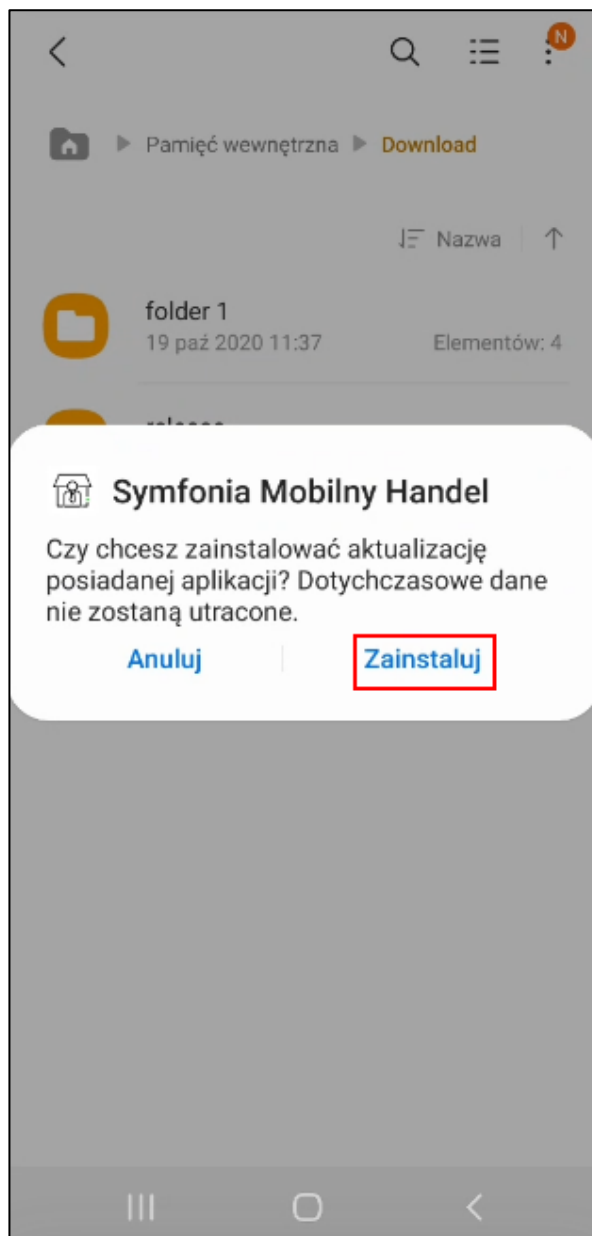 N
Pamięć wewnętrzna Download
Nazwa
folder 1
19 paź 2020 11:37 Elementów: 4
Symfonia Mobilny Handel
Czy chcesz zainstalować aktualizację
posiadanej aplikacji? Dotychczasowe dane
nie zostaną utracone.
Anuluj Zainstaluj